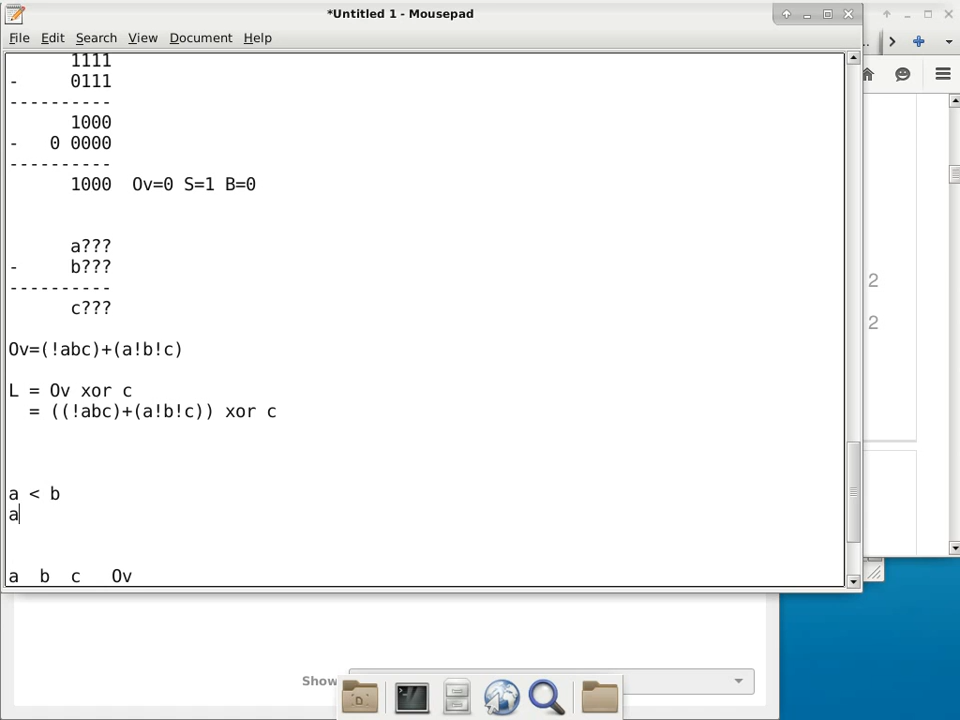 *Untitled 1 - Mousepad
File Edit Search View Document Help
1111
- 0111
----------
1000
- 0 0000
----------
1000 Ov=0 S=1 B=0
a???
- b???
----------
c???
Ov=(!abc)+(a!b!c)
L = Ov xor c
= ((!abc)+(a!b!c)) xor c
a < b
a
a b c Ov
2
2
Show
D